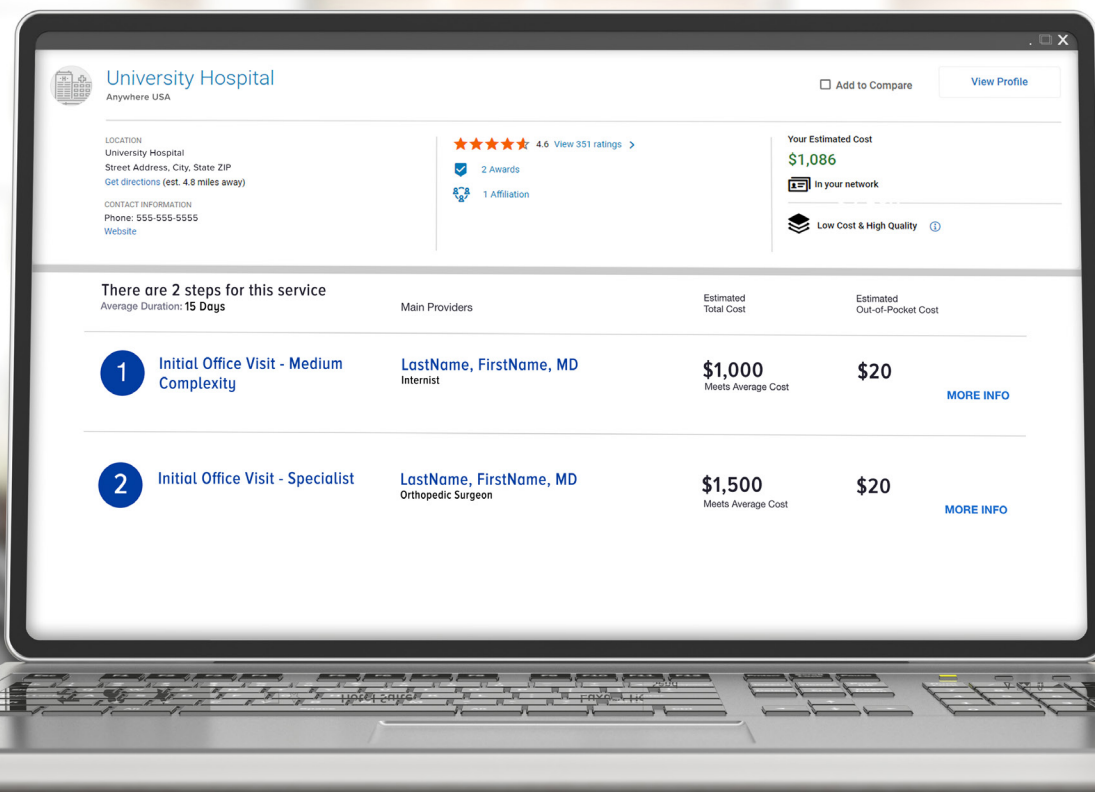 University Hospital
Anywhere USA
Add to Compare
View Profile
LOCATION
University Hospital
Street Address, City, State ZIP
Get directions (est. 4.8 miles away)
CONTACT INFORMATION
Phone: 555-555-5555
Website
4.6 View 351 ratings >
2 Awards
1 Affiliation
Your Estimated Cost
$1,086
In your network
Low Cost & High Quality
There are 2 steps for this service
Average Duration: 15 Days
Main Providers
Estimated
Total Cost
Estimated
Out-of-Pocket Cost
1
Initial Office Visit - Medium
Complexity
LastName, FirstName, MD
Internist
$1,000
Meets Average Cost
$20
MORE INFO
2
Initial Office Visit - Specialist
LastName, FirstName, MD
Orthopedic Surgeon
$1,500
Meets Average Cost
$20
MORE INFO